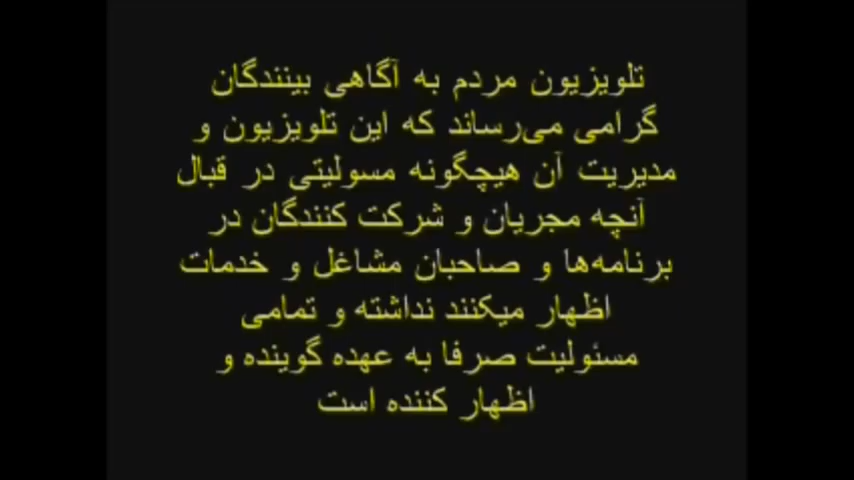 تلویزیون مردم به آگاهی بینندگان
گرامی می‌رساند که این تلویزیون و
مدیریت آن هیچگونه مسولیتی در قبال
آنچه مجریان و شرکت کنندگان در
برنامه‌ها و صاحبان مشاغل و خدمات
اظهار میکنند نداشته و تمامی
مسئولیت صرفا به عهده گوینده و
اظهار کننده است